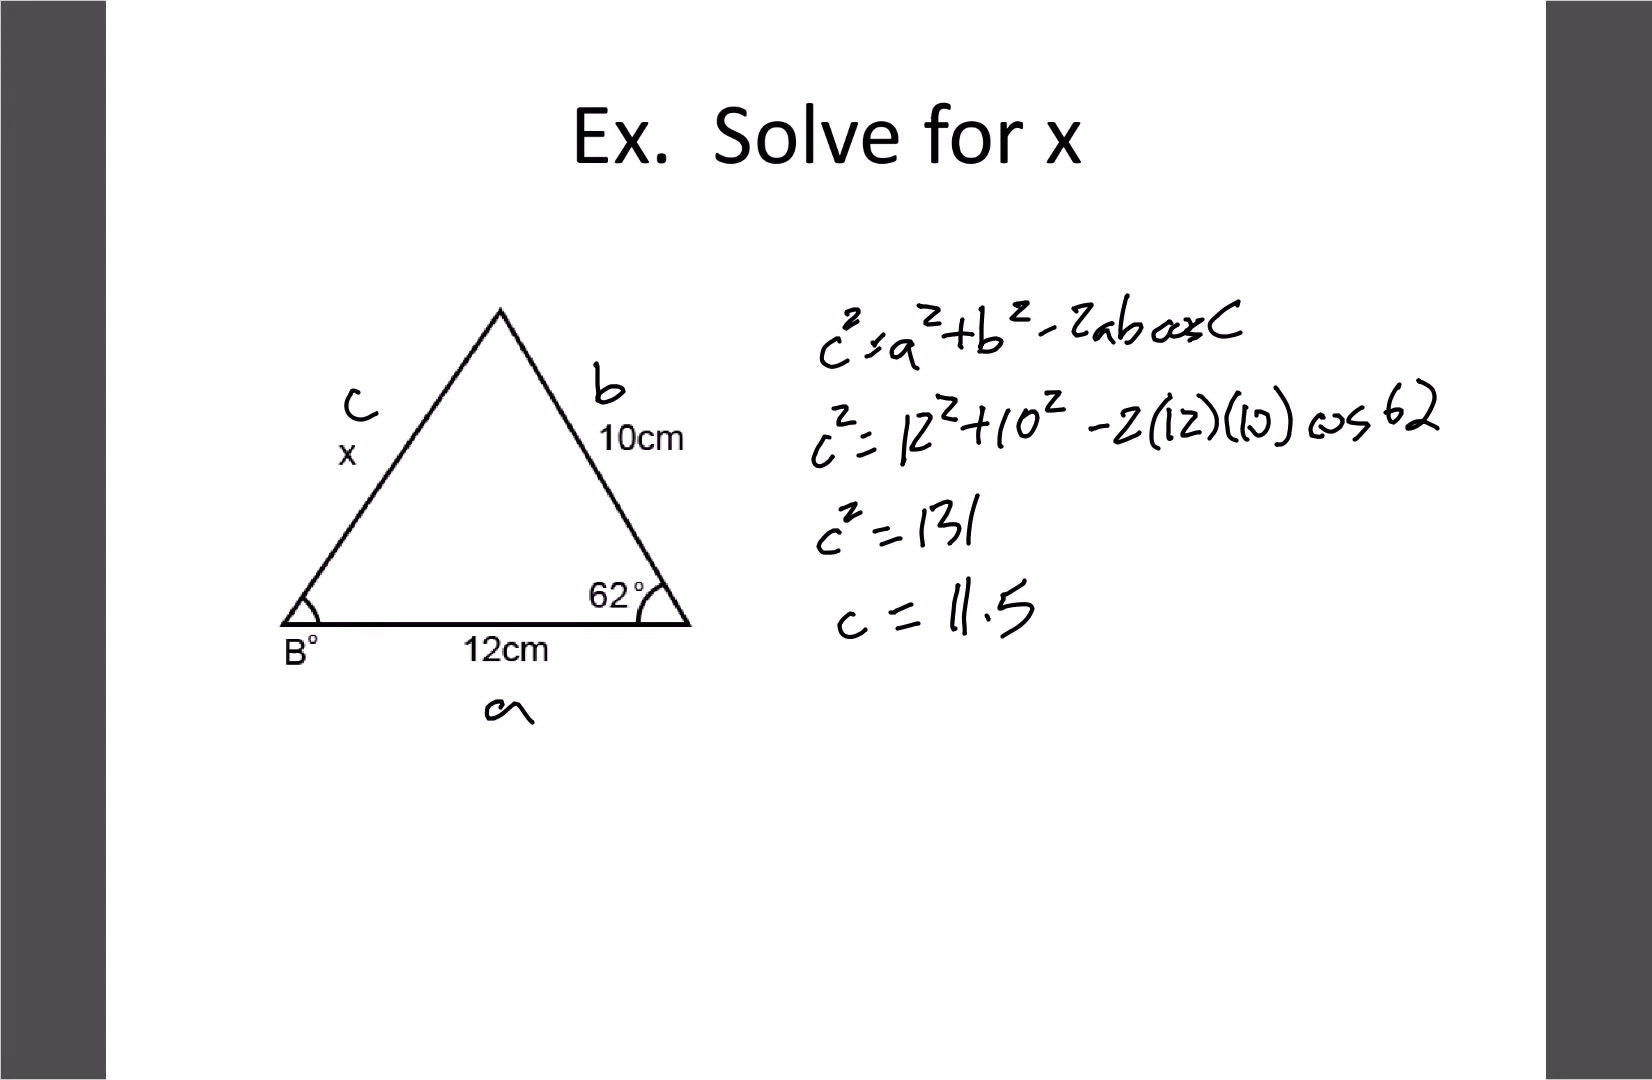 Ex. Solve for x
c
x
b
10cm
62°
B°
12cm
a
c² = a² + b² - 2ab cos C
c² = 12² + 10² - 2(12)(10) cos 62
c² = 131
c = 11.5